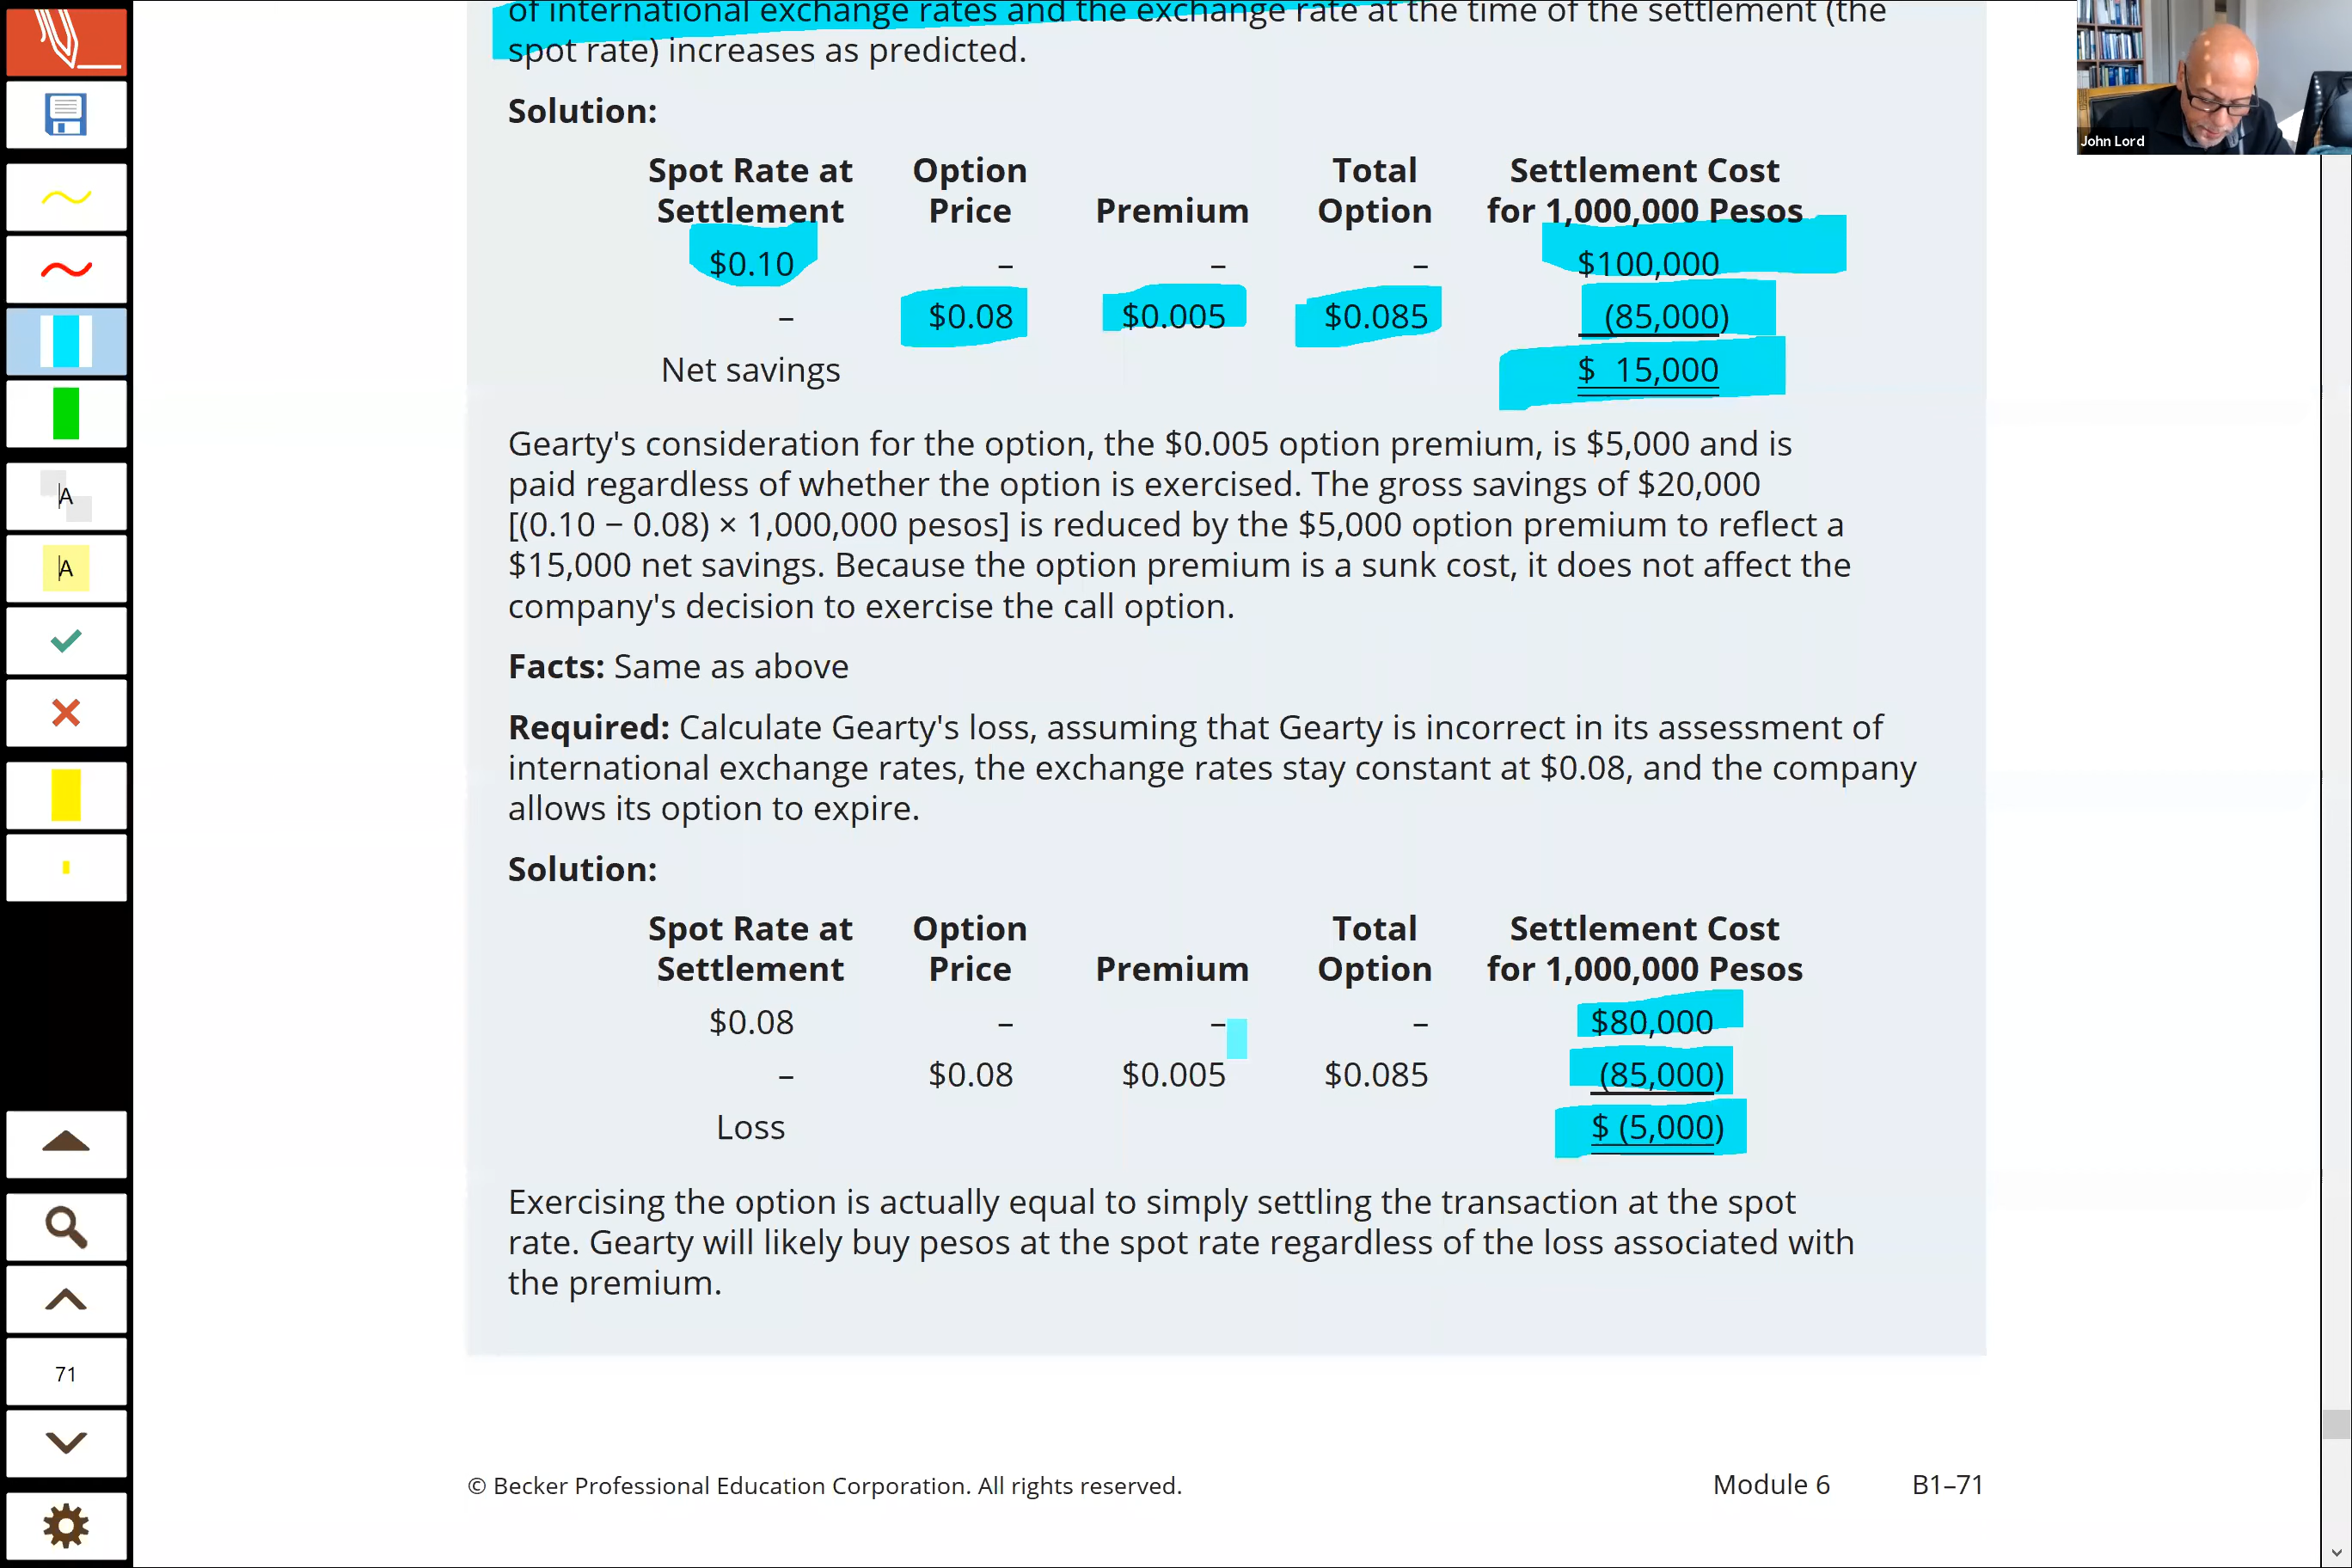 of international exchange rates and the exchange rate at the time of the settlement (the
spot rate) increases as predicted.
Solution:
Spot Rate at Settlement Option Price Premium Total Option Settlement Cost for 1,000,000 Pesos
$0.10 – – – $100,000
– $0.08 $0.005 $0.085 (85,000)
Net savings $ 15,000
Gearty's consideration for the option, the $0.005 option premium, is $5,000 and is
paid regardless of whether the option is exercised. The gross savings of $20,000
[(0.10 − 0.08) × 1,000,000 pesos] is reduced by the $5,000 option premium to reflect a
$15,000 net savings. Because the option premium is a sunk cost, it does not affect the
company's decision to exercise the call option.
Facts: Same as above
Required: Calculate Gearty's loss, assuming that Gearty is incorrect in its assessment of
international exchange rates, the exchange rates stay constant at $0.08, and the company
allows its option to expire.
Solution:
Spot Rate at Settlement Option Price Premium Total Option Settlement Cost for 1,000,000 Pesos
$0.08 – – – $80,000
– $0.08 $0.005 $0.085 (85,000)
Loss $ (5,000)
Exercising the option is actually equal to simply settling the transaction at the spot
rate. Gearty will likely buy pesos at the spot rate regardless of the loss associated with
the premium.
© Becker Professional Education Corporation. All rights reserved. Module 6 B1–71
John Lord
A
A
71